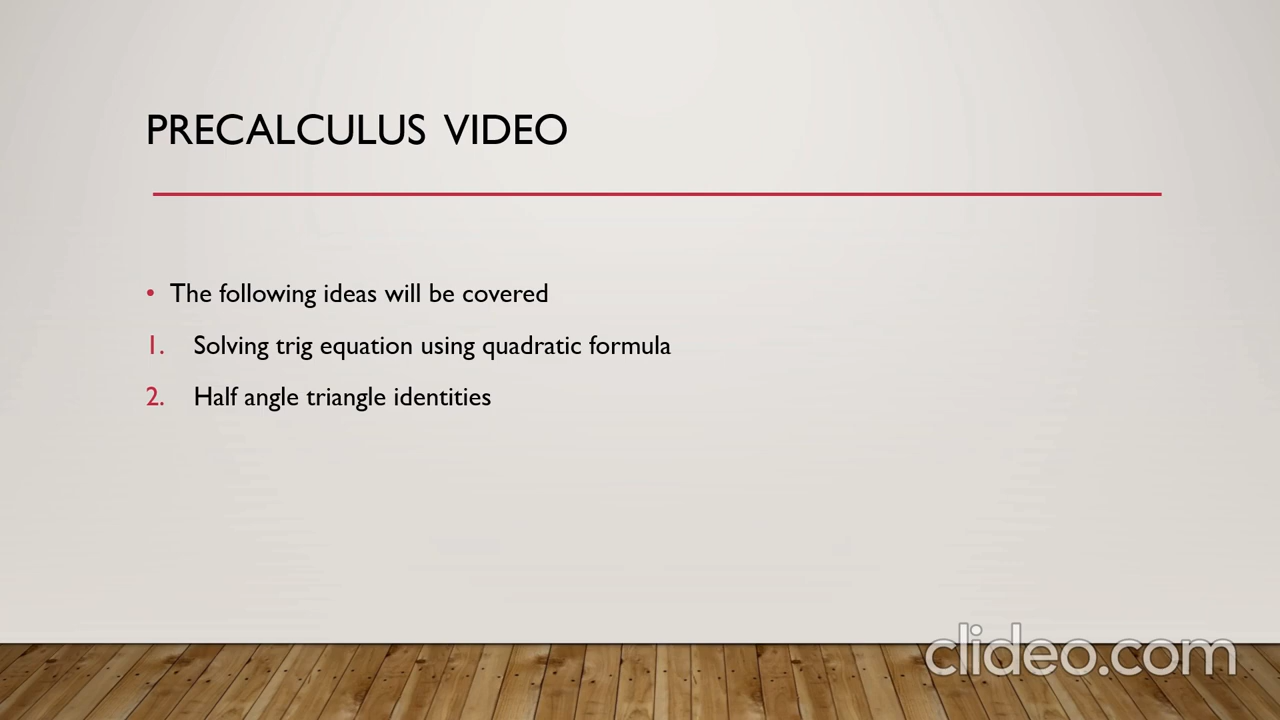 PRECALCULUS VIDEO
• The following ideas will be covered
1. Solving trig equation using quadratic formula
2. Half angle triangle identities
clideo.com